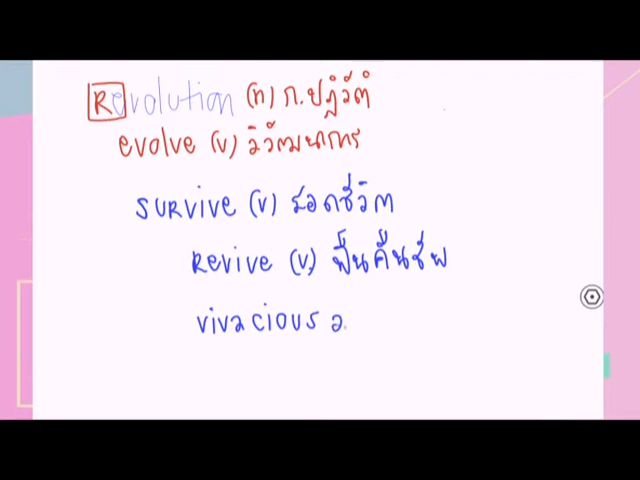 Revolution (n) ก.ปฏิวัติ
evolve (v) วิวัฒนาการ
survive (v) รอดชีวิต
Revive (v) ฟื้นคืนชีพ
vivacious